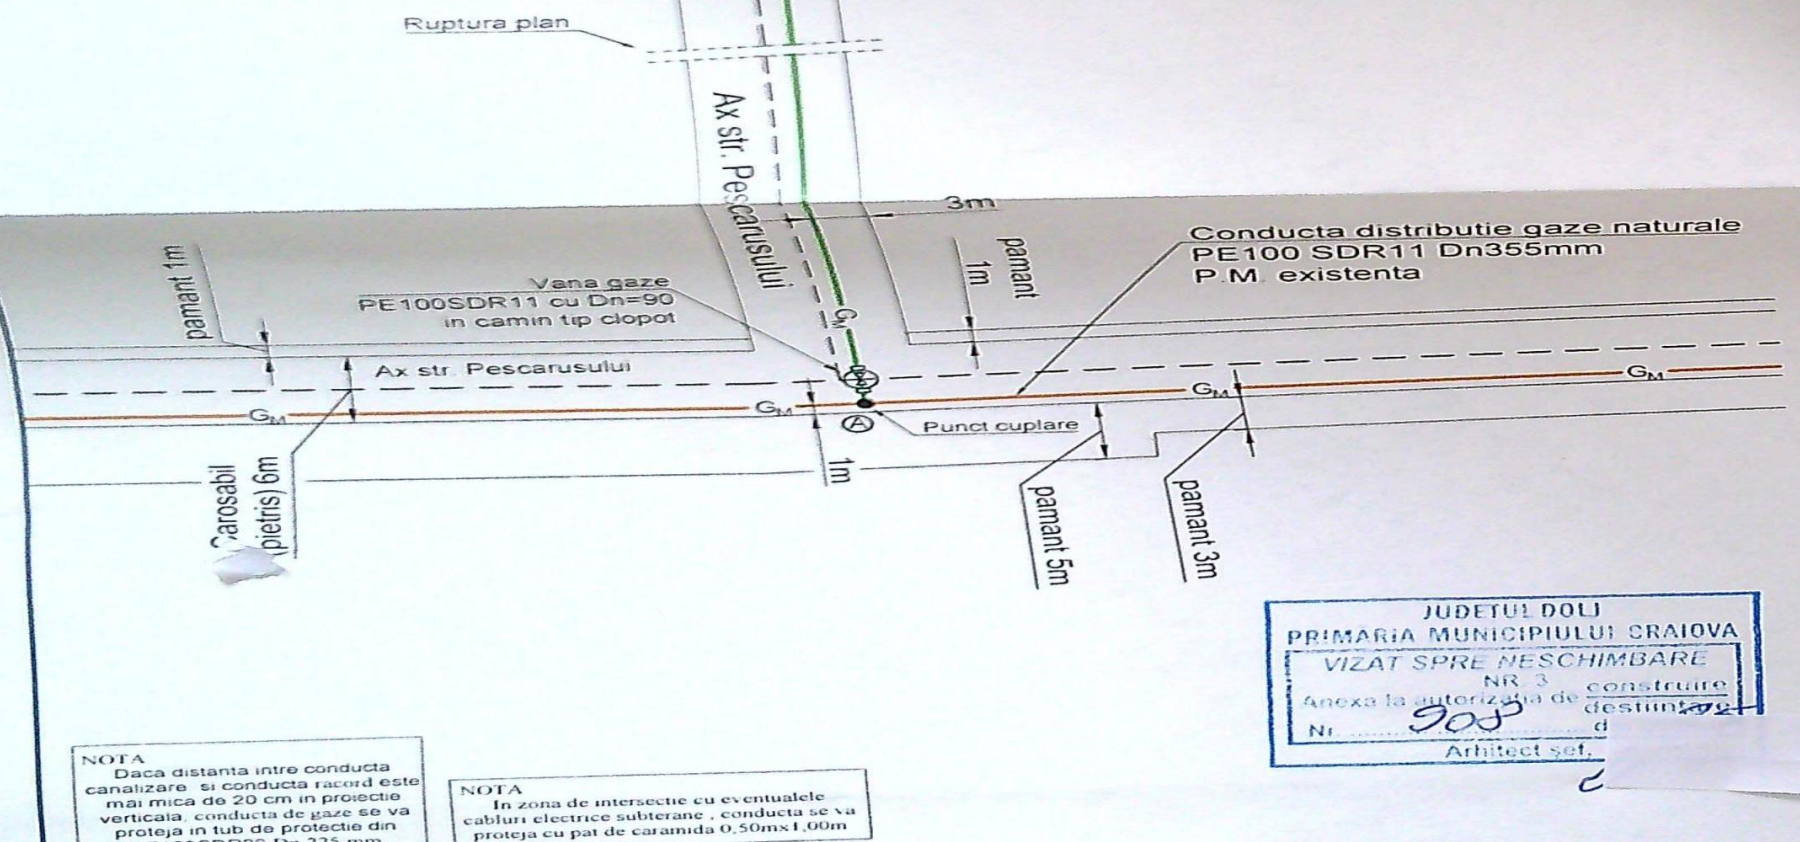 Ruptura plan
Ax str. Pescarusului
3m
pamant 1m
Vana gaze
PE100SDR11 cu Dn=90
in camin tip clopot
pamant
1m
Conducta distributie gaze naturale
PE100 SDR11 Dn355mm
P.M. existenta
GM
Ax str. Pescarusului
GM
GM
GM
GM
A
Punct cuplare
1m
Carosabil
(pietris) 6m
pamant 5m
pamant 3m
JUDETUL DOLJ
PRIMARIA MUNICIPIULUI CRAIOVA
VIZAT SPRE NESCHIMBARE
NR. 3
Anexa la autorizatia de construire
desfiintare
Nr.
Arhitect sef,
NOTA
Daca distanta intre conducta
canalizare si conducta racord este
mai mica de 20 cm in proiectie
verticala, conducta de gaze se va
proteja in tub de protectie din
NOTA
In zona de intersectie cu eventualele
cabluri electrice subterane , conducta se va
proteja cu pat de caramida 0,50mx1,00m